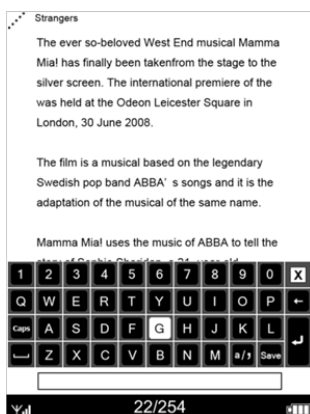 Strangers
The ever so-beloved West End musical Mamma
Mia! has finally been takenfrom the stage to the
silver screen. The international premiere of the
was held at the Odeon Leicester Square in
London, 30 June 2008.
The film is a musical based on the legendary
Swedish pop band ABBA' s songs and it is the
adaptation of the musical of the same name.
Mamma Mia! uses the music of ABBA to tell the
1 2 3 4 5 6 7 8 9 0 X
Q W E R T Y U I O P ←
Caps A S D F G H J K L
Z X C V B N M a/, Save
22/254